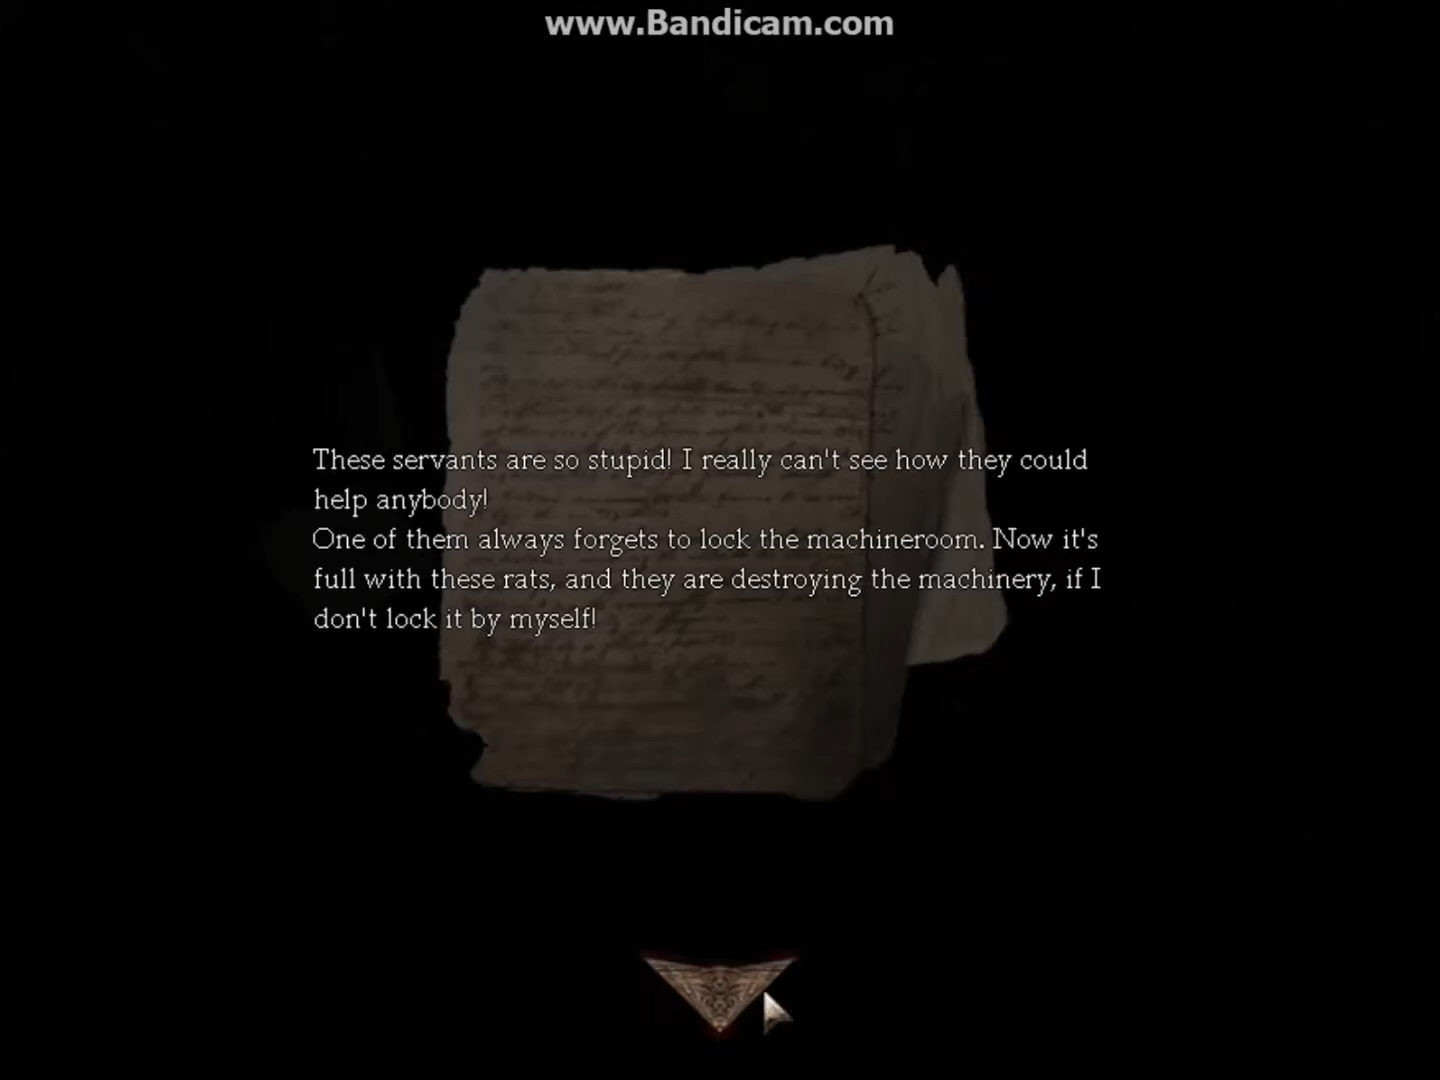 www.Bandicam.com
These servants are so stupid! I really can't see how they could
help anybody!
One of them always forgets to lock the machineroom. Now it's
full with these rats, and they are destroying the machinery, if I
don't lock it by myself!